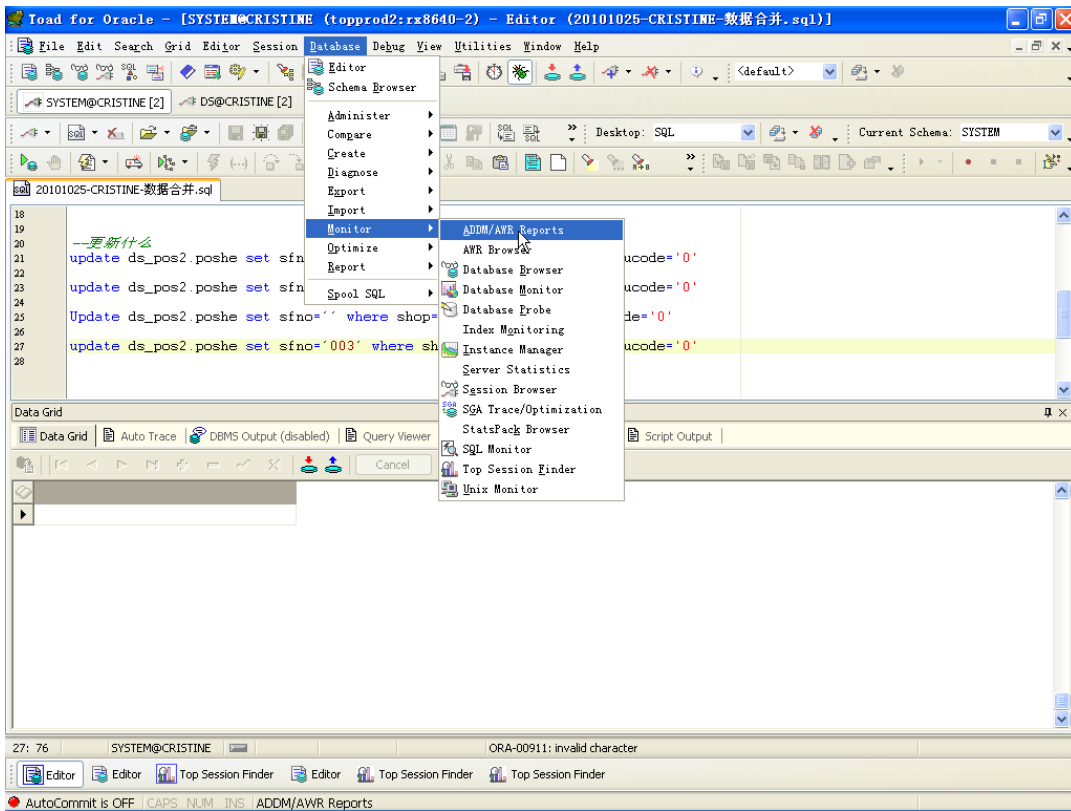 Toad for Oracle - [SYSTEM@CRISTINE (topprod2:rx8640-2) - Editor (20101025-CRISTINE-数据合并.sql)]
File Edit Search Grid Editor Session Database Debug View Utilities Window Help
<default>
SYSTEM@CRISTINE [2] DS@CRISTINE [2]
Desktop: SQL Current Schema: SYSTEM
20101025-CRISTINE-数据合并.sql
Editor
Schema Browser
Administer
Compare
Create
Diagnose
Export
Import
Monitor
Optimize
Report
Spool SQL
ADDM/AWR Reports
AWR Browser
Database Browser
Database Monitor
Database Probe
Index Monitoring
Instance Manager
Server Statistics
Session Browser
SGA Trace/Optimization
StatsPack Browser
SQL Monitor
Top Session Finder
Unix Monitor
18
19
20 --更新什么
21 update ds_pos2.poshe set sfn ucode='0'
22
23 update ds_pos2.poshe set sfn ucode='0'
24
25 Update ds_pos2.poshe set sfno='' where shop= de='0'
26
27 update ds_pos2.poshe set sfno='003' where sh ucode='0'
28
Data Grid
Data Grid Auto Trace DBMS Output (disabled) Query Viewer Script Output
Cancel
27: 76 SYSTEM@CRISTINE ORA-00911: invalid character
Editor Editor Top Session Finder Editor Top Session Finder Top Session Finder
AutoCommit is OFF CAPS NUM INS ADDM/AWR Reports